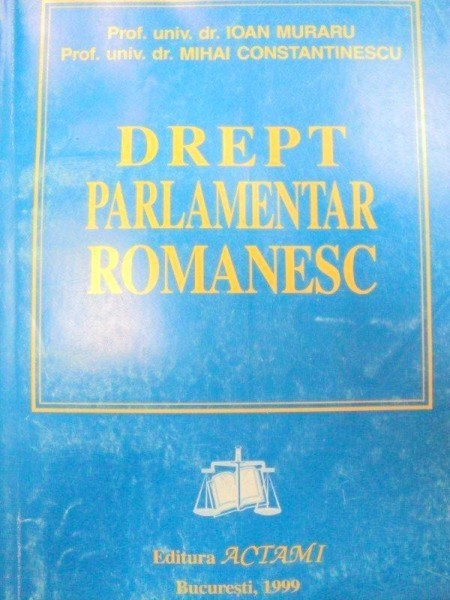 Prof. univ. dr. IOAN MURARU
Prof. univ. dr. MIHAI CONSTANTINESCU
DREPT
PARLAMENTAR
ROMANESC
Editura ACTAMI
București, 1999